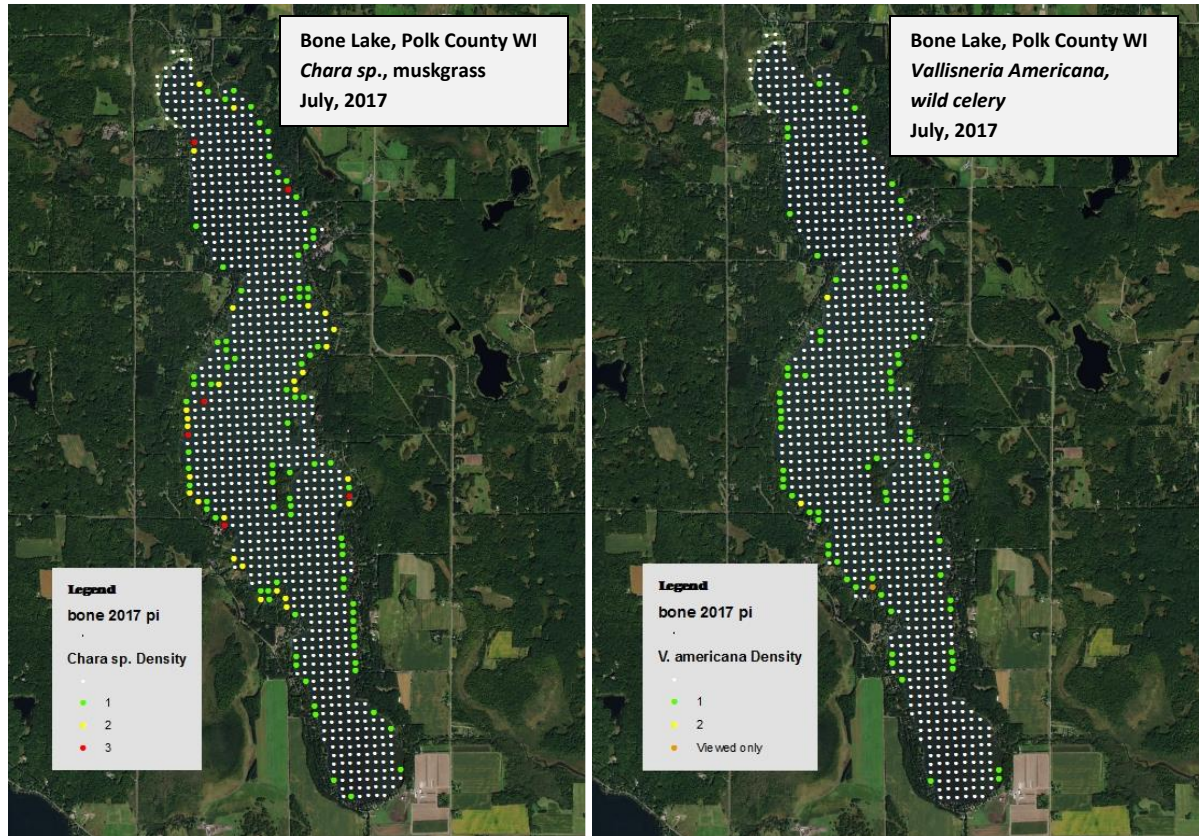 Bone Lake, Polk County WI
Chara sp., muskgrass
July, 2017
Legend
bone 2017 pi
Chara sp. Density
1
2
3
Bone Lake, Polk County WI
Vallisneria Americana,
wild celery
July, 2017
Legend
bone 2017 pi
V. americana Density
1
2
Viewed only